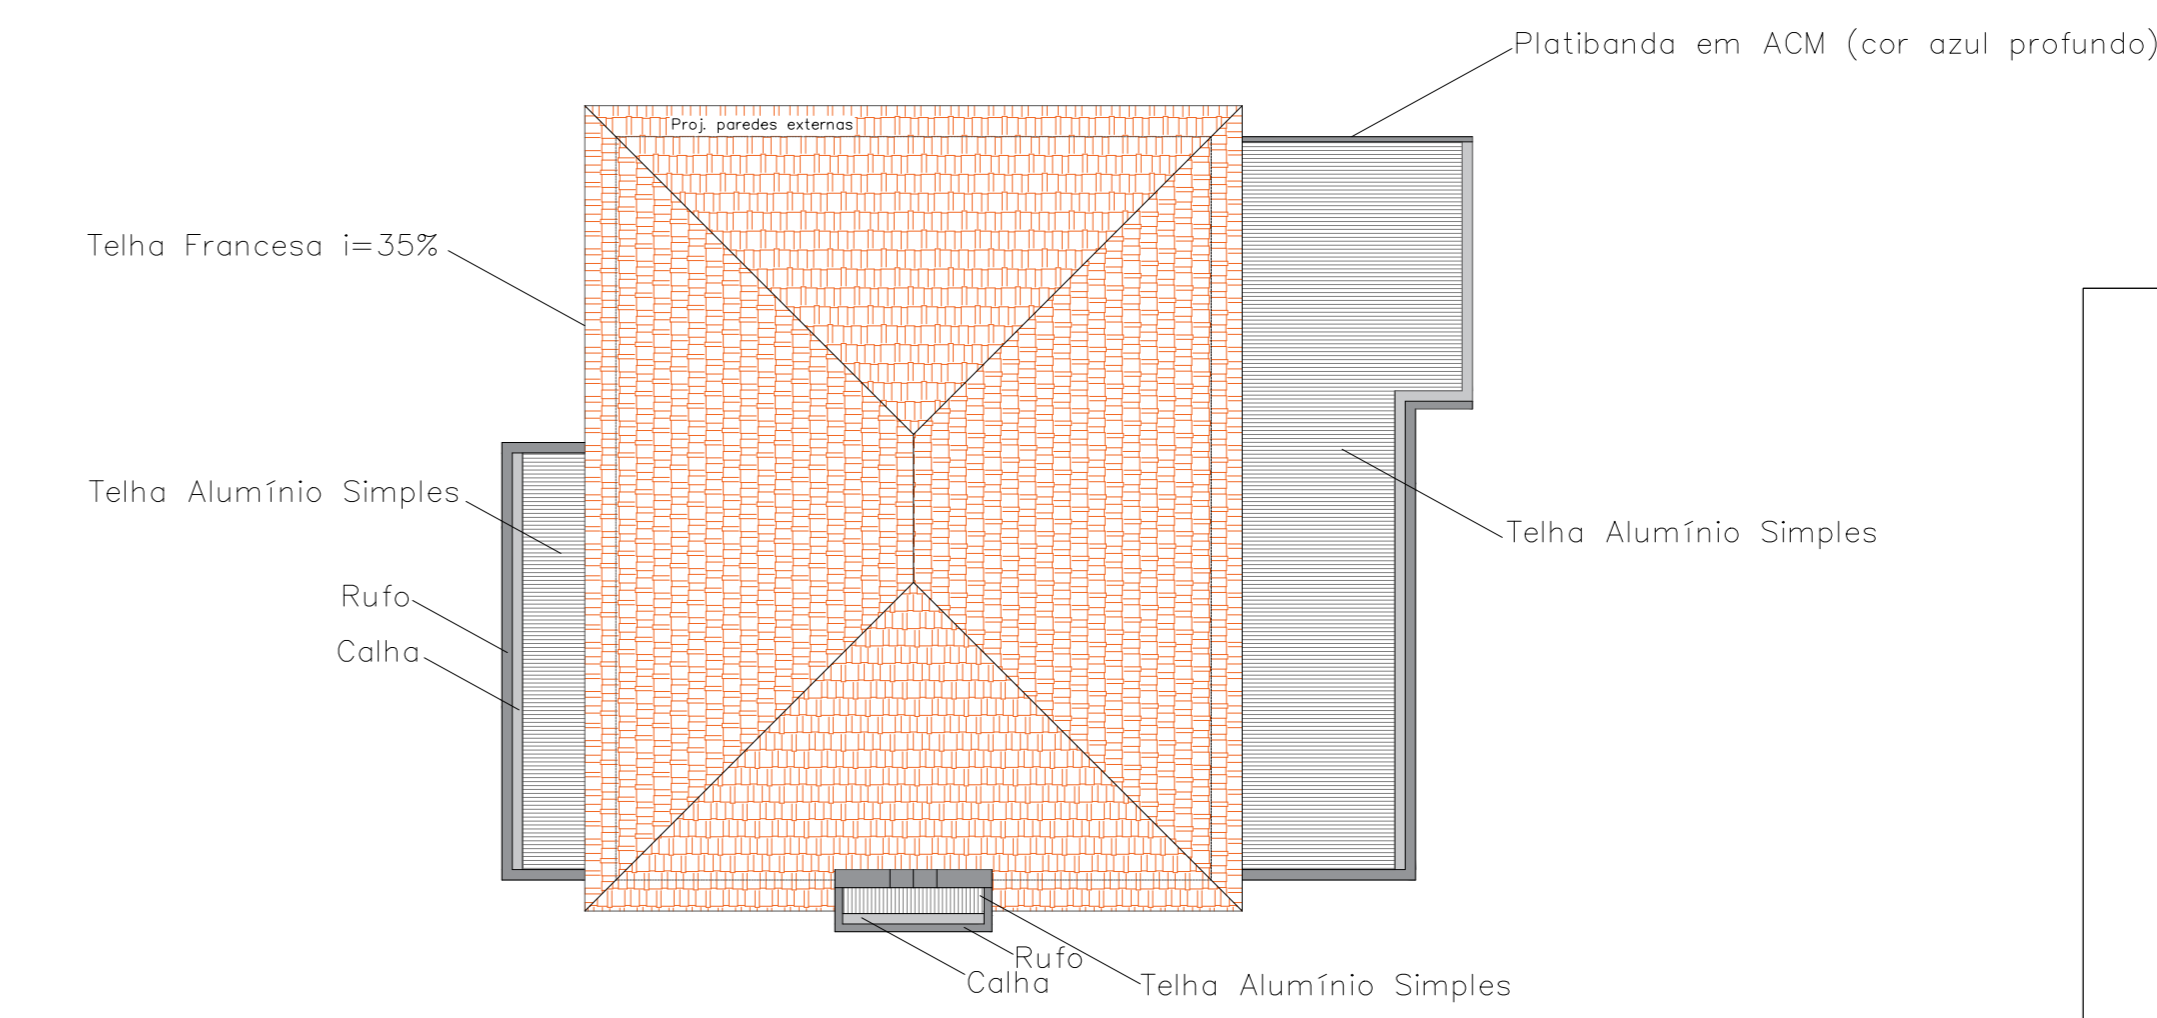 Platibanda em ACM (cor azul profundo)
Proj. paredes externas
Telha Francesa i=35%
Telha Alumínio Simples
Telha Alumínio Simples
Rufo
Calha
Rufo
Calha
Telha Alumínio Simples